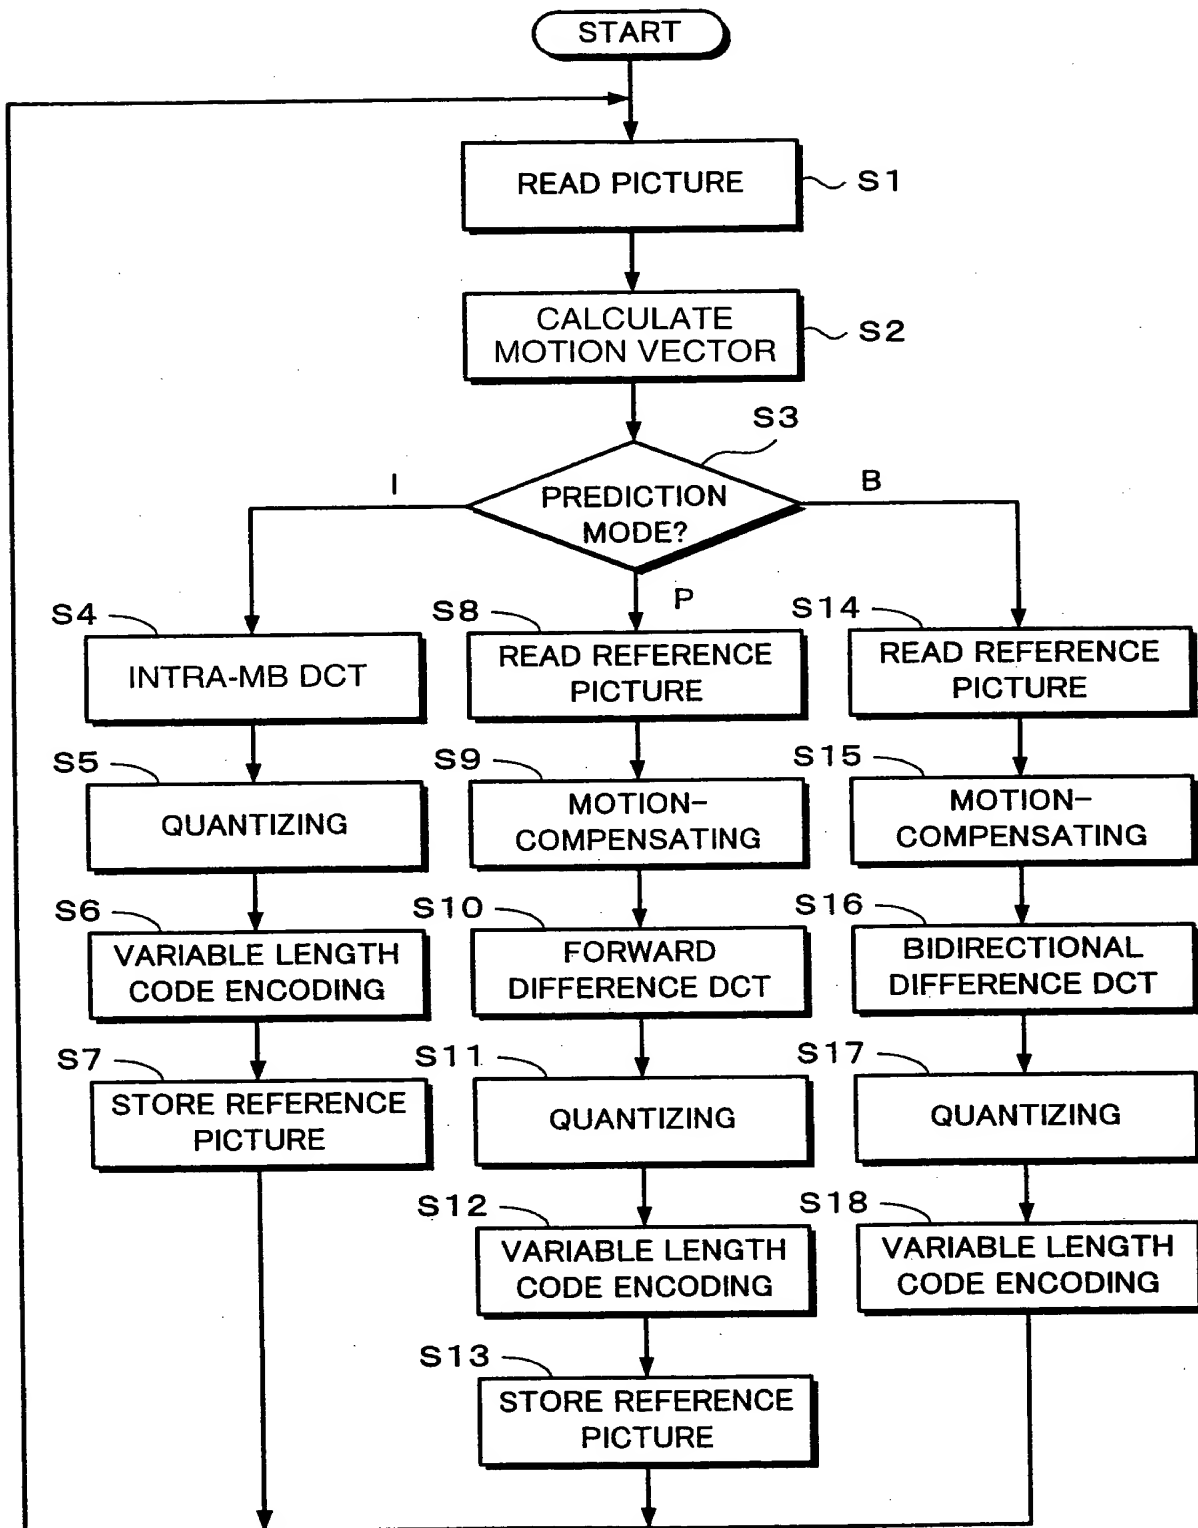 START
READ PICTURE
S1
CALCULATE
MOTION VECTOR
S2
S3
PREDICTION
MODE?
I
B
P
S4
INTRA-MB DCT
S5
QUANTIZING
S6
VARIABLE LENGTH
CODE ENCODING
S7
STORE REFERENCE
PICTURE
S8
READ REFERENCE
PICTURE
S9
MOTION-
COMPENSATING
S10
FORWARD
DIFFERENCE DCT
S11
QUANTIZING
S12
VARIABLE LENGTH
CODE ENCODING
S13
STORE REFERENCE
PICTURE
S14
READ REFERENCE
PICTURE
S15
MOTION-
COMPENSATING
S16
BIDIRECTIONAL
DIFFERENCE DCT
S17
QUANTIZING
S18
VARIABLE LENGTH
CODE ENCODING